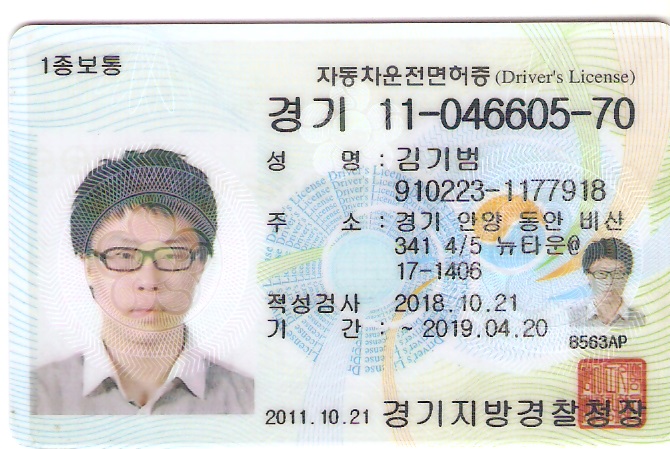 1종보통
자동차운전면허증 (Driver's License)
경기 11-046605-70
성 명 : 김기범
910223-1177918
주 소 : 경기 안양 동안 비산
341 4/5 뉴타운@
17-1406
적성검사 2018.10.21
기 간 : ~ 2019.04.20
8563AP
2011.10.21 경기지방경찰청장